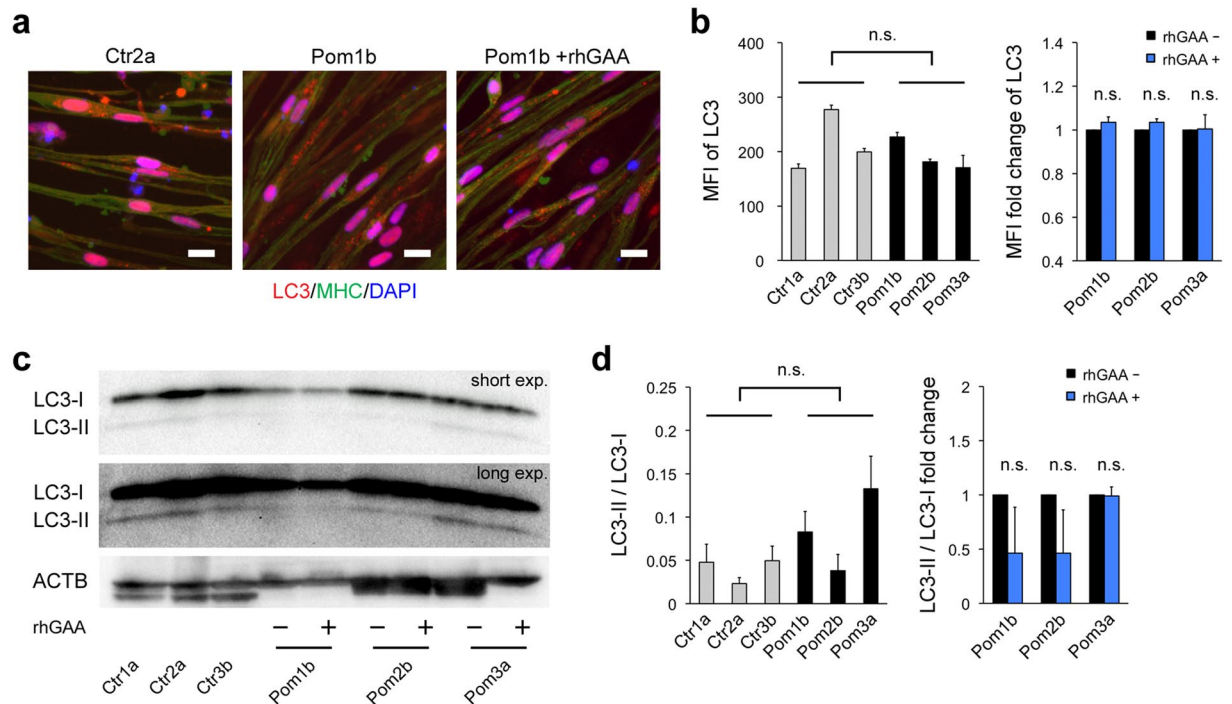 a
Ctr2a
Pom1b
Pom1b +rhGAA
LC3/MHC/DAPI
b
n.s.
MFI of LC3
400
300
200
100
0
Ctr1a
Ctr2a
Ctr3b
Pom1b
Pom2b
Pom3a
rhGAA −
rhGAA +
n.s.
n.s.
n.s.
MFI fold change of LC3
1.4
1.2
1
0.8
0.6
0.4
Pom1b
Pom2b
Pom3a
c
short exp.
LC3-I
LC3-II
long exp.
LC3-I
LC3-II
ACTB
rhGAA
− + − + − +
Ctr1a
Ctr2a
Ctr3b
Pom1b
Pom2b
Pom3a
d
n.s.
LC3-II / LC3-I
0.25
0.2
0.15
0.1
0.05
0
Ctr1a
Ctr2a
Ctr3b
Pom1b
Pom2b
Pom3a
rhGAA −
rhGAA +
n.s.
n.s.
n.s.
LC3-II / LC3-I fold change
2
1.5
1
0.5
0
Pom1b
Pom2b
Pom3a